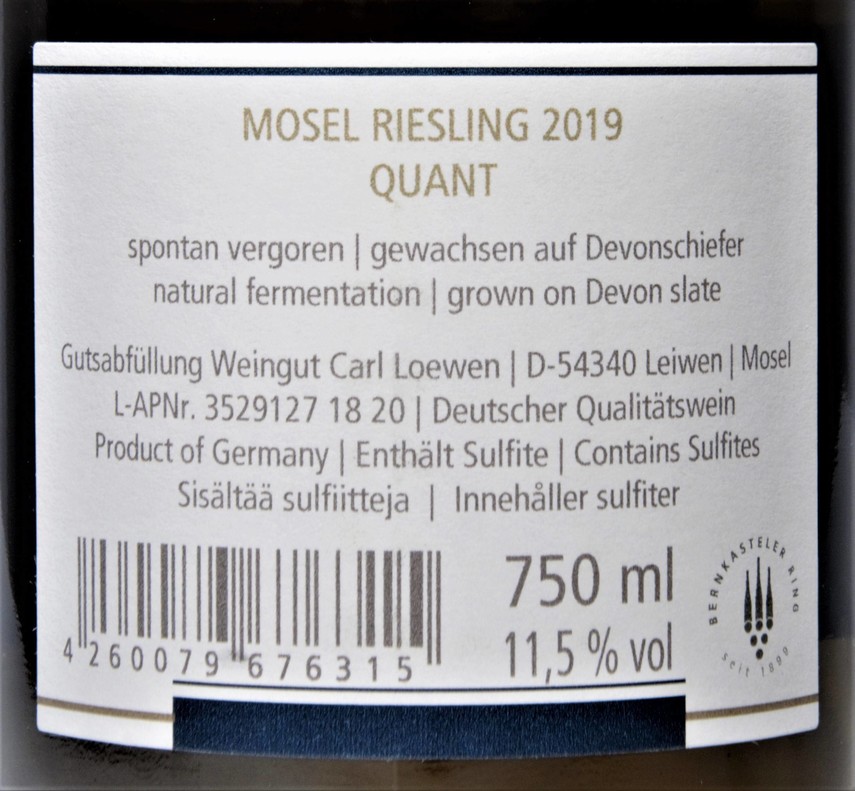 MOSEL RIESLING 2019
QUANT
spontan vergoren | gewachsen auf Devonschiefer
natural fermentation | grown on Devon slate
Gutsabfüllung Weingut Carl Loewen | D-54340 Leiwen | Mosel
L-APNr. 3529127 18 20 | Deutscher Qualitätswein
Product of Germany | Enthält Sulfite | Contains Sulfites
Sisältää sulfiitteja | Innehåller sulfiter
4 260079 676315
750 ml
11,5 % vol
BERNKASTELER RING
seit 1899